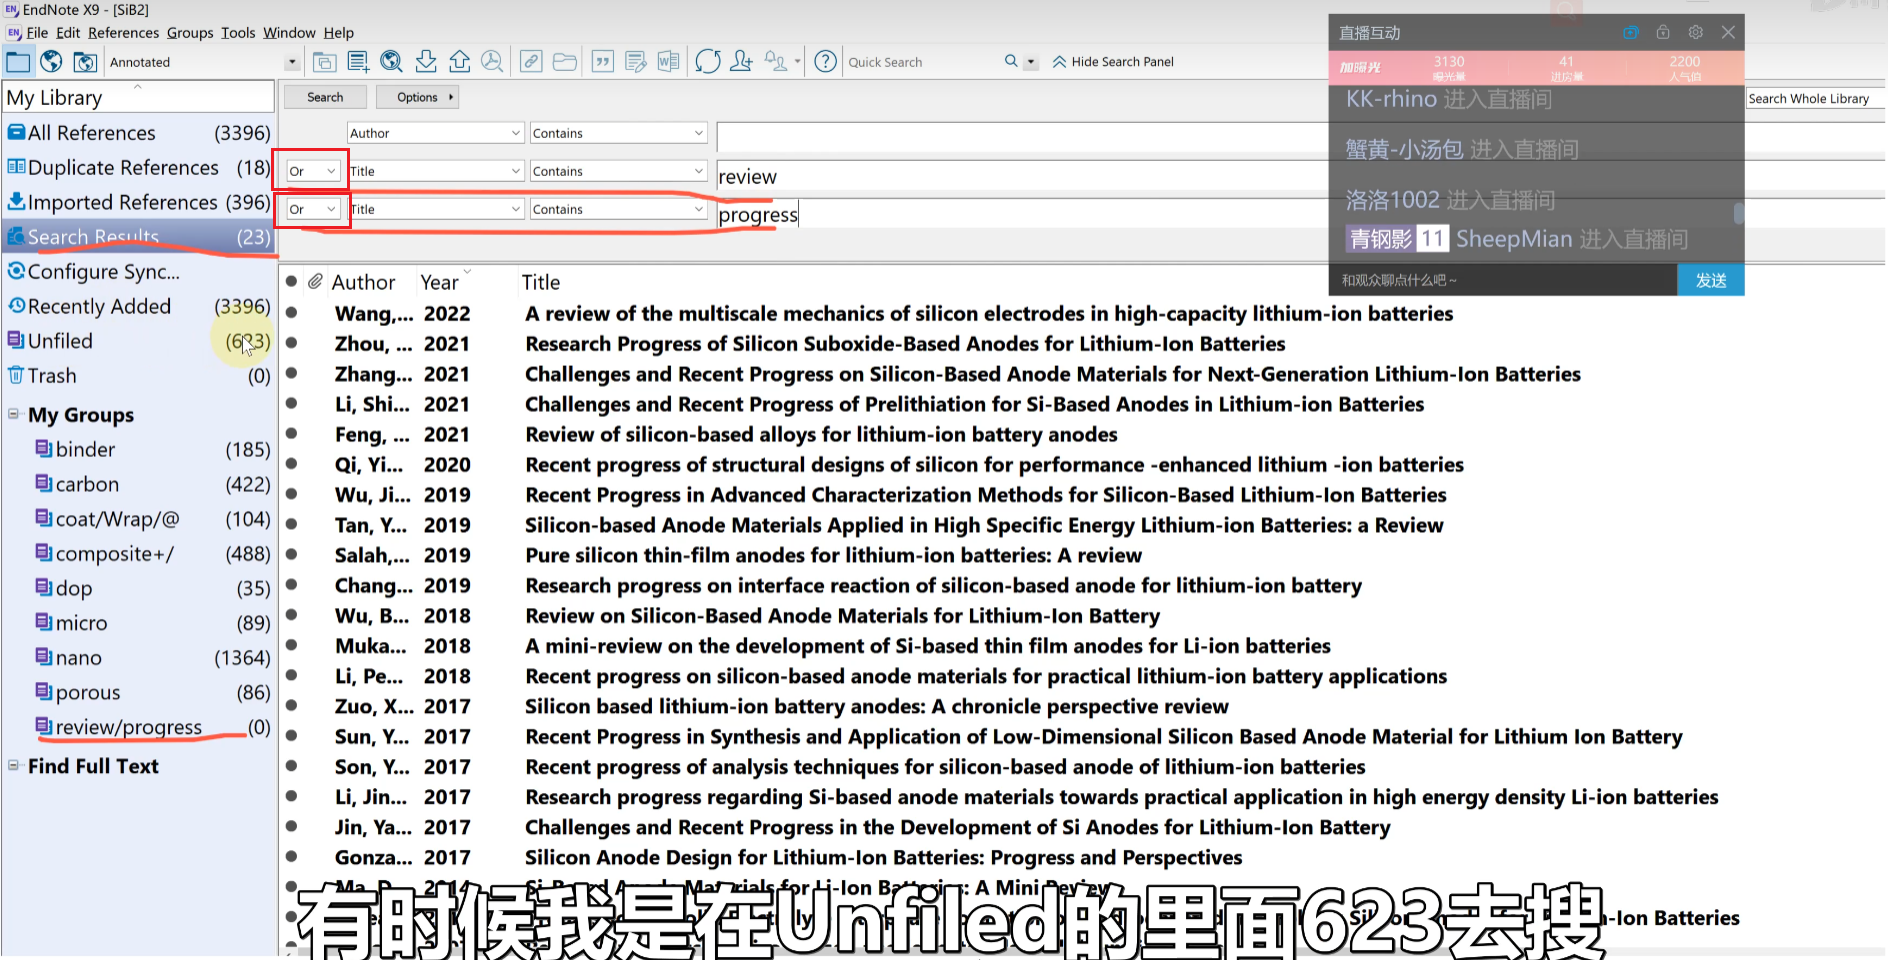 EndNote X9 - [SiB2]
File Edit References Groups Tools Window Help
Annotated
Quick Search
Hide Search Panel
My Library
All References (3396)
Duplicate References (18)
Imported References (396)
Search Results (23)
Configure Sync...
Recently Added (3396)
Unfiled (623)
Trash (0)
My Groups
binder (185)
carbon (422)
coat/Wrap/@ (104)
composite+/ (488)
dop (35)
micro (89)
nano (1364)
porous (86)
review/progress (0)
Find Full Text
Search Options
Search Whole Library
Author Contains
Or Title Contains review
Or Title Contains progress
直播互动
加曝光 3130 曝光量 41 进房量 2200 人气值
KK-rhino 进入直播间
蟹黄-小汤包 进入直播间
洛洛1002 进入直播间
青钢影 11 SheepMian 进入直播间
和观众聊点什么吧~ 发送
Author Year Title
Wang,... 2022 A review of the multiscale mechanics of silicon electrodes in high-capacity lithium-ion batteries
Zhou, ... 2021 Research Progress of Silicon Suboxide-Based Anodes for Lithium-Ion Batteries
Zhang... 2021 Challenges and Recent Progress on Silicon-Based Anode Materials for Next-Generation Lithium-Ion Batteries
Li, Shi... 2021 Challenges and Recent Progress of Prelithiation for Si-Based Anodes in Lithium-ion Batteries
Feng, ... 2021 Review of silicon-based alloys for lithium-ion battery anodes
Qi, Yi... 2020 Recent progress of structural designs of silicon for performance -enhanced lithium -ion batteries
Wu, Ji... 2019 Recent Progress in Advanced Characterization Methods for Silicon-Based Lithium-Ion Batteries
Tan, Y... 2019 Silicon-based Anode Materials Applied in High Specific Energy Lithium-ion Batteries: a Review
Salah,... 2019 Pure silicon thin-film anodes for lithium-ion batteries: A review
Chang... 2019 Research progress on interface reaction of silicon-based anode for lithium-ion battery
Wu, B... 2018 Review on Silicon-Based Anode Materials for Lithium-Ion Battery
Muka... 2018 A mini-review on the development of Si-based thin film anodes for Li-ion batteries
Li, Pe... 2018 Recent progress on silicon-based anode materials for practical lithium-ion battery applications
Zuo, X... 2017 Silicon based lithium-ion battery anodes: A chronicle perspective review
Sun, Y... 2017 Recent Progress in Synthesis and Application of Low-Dimensional Silicon Based Anode Material for Lithium Ion Battery
Son, Y... 2017 Recent progress of analysis techniques for silicon-based anode of lithium-ion batteries
Li, Jin... 2017 Research progress regarding Si-based anode materials towards practical application in high energy density Li-ion batteries
Jin, Ya... 2017 Challenges and Recent Progress in the Development of Si Anodes for Lithium-Ion Battery
Gonza... 2017 Silicon Anode Design for Lithium-Ion Batteries: Progress and Perspectives
Ma, D... 2014 Si-Based Anode Materials for Li-Ion Batteries: A Mini Review
-Ion Batteries
有时候我是在Unfiled的里面623去搜